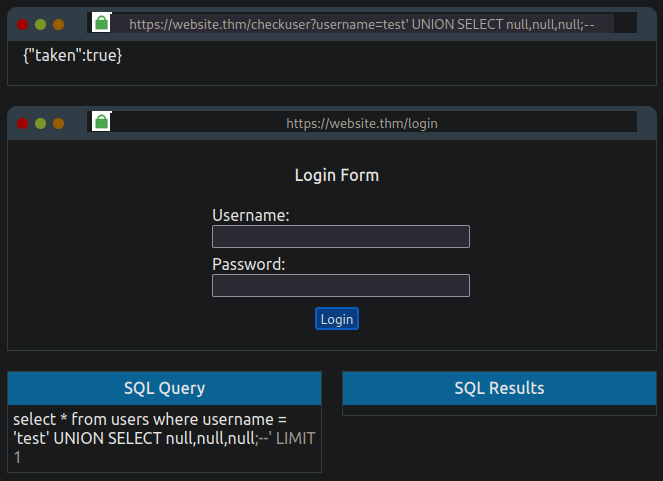 https://website.thm/checkuser?username=test' UNION SELECT null,null,null;--
{"taken":true}
https://website.thm/login
Login Form
Username:
Password:
Login
SQL Query
select * from users where username =
'test' UNION SELECT null,null,null;--' LIMIT
1
SQL Results